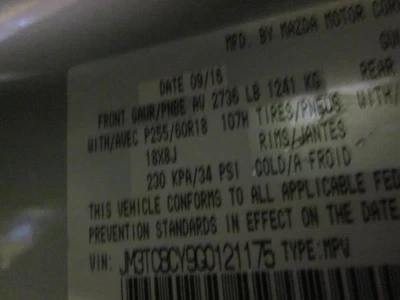 MFD. BY MAZDA MOTOR COR
DATE 09/16
FRONT GAWR/PNBE AV 2736 LB 1241 KG
REAR
WITH/AVEC P255/60R18 107H TIRES/PNEUS WITH/
18X8J RIMS/JANTES
230 KPA/34 PSI COLD/A FROID
THIS VEHICLE CONFORMS TO ALL APPLICABLE FED
PREVENTION STANDARDS IN EFFECT ON THE DATE
VIN: JM3TCBCY9G0121175 TYPE:MPV